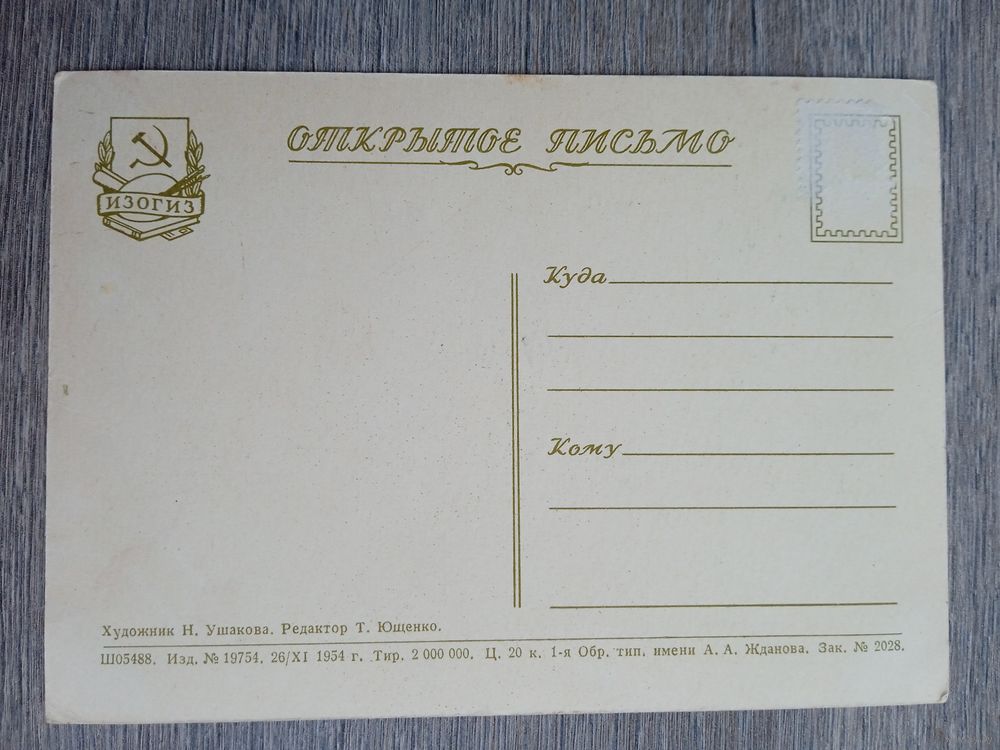 ОТКРЫТОЕ ПИСЬМО
ИЗОГИЗ
Куда
Кому
Художник Н. Ушакова. Редактор Т. Ющенко.
Ш05488. Изд. № 19754. 26/XI 1954 г. Тир. 2 000 000. Ц. 20 к. 1-я Обр. тип. имени А. А. Жданова. Зак. № 2028.